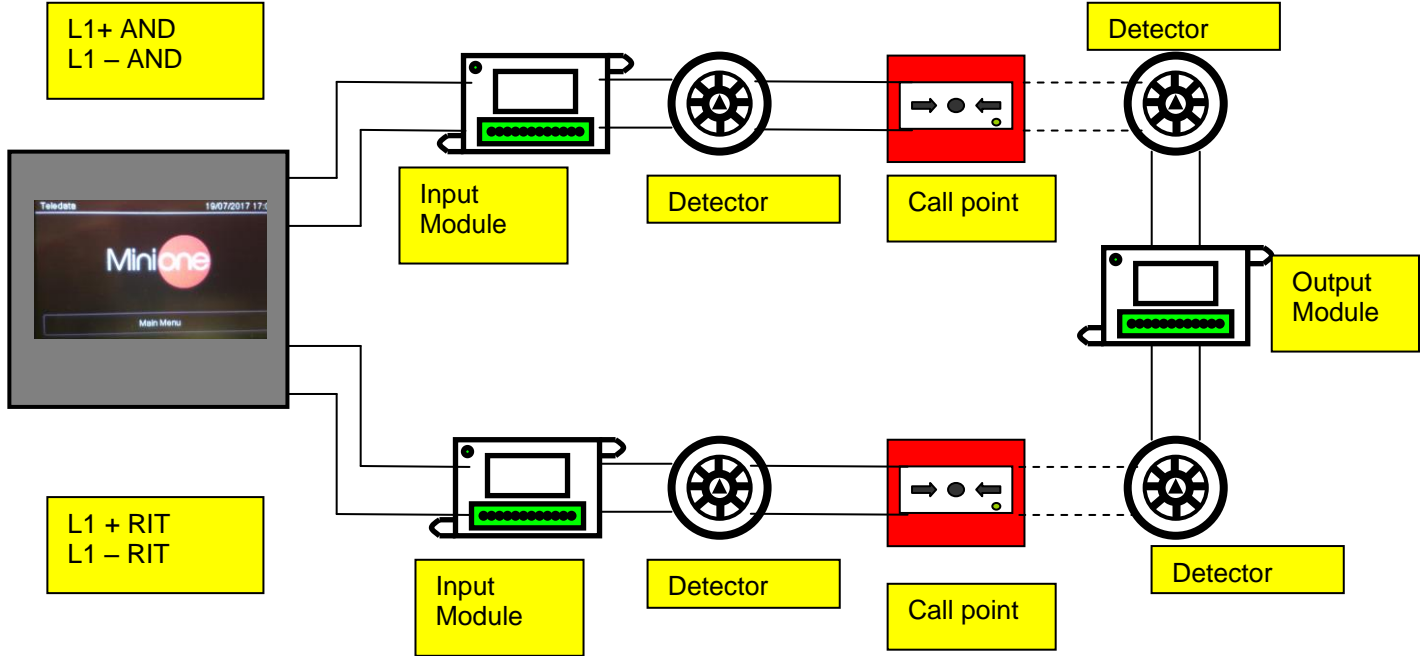 L1+ AND
L1 – AND
Detector
Input
Module
Detector
Call point
Teledata
19/07/2017 17:0
Minione
Main Menu
Output
Module
L1 + RIT
L1 – RIT
Input
Module
Detector
Call point
Detector